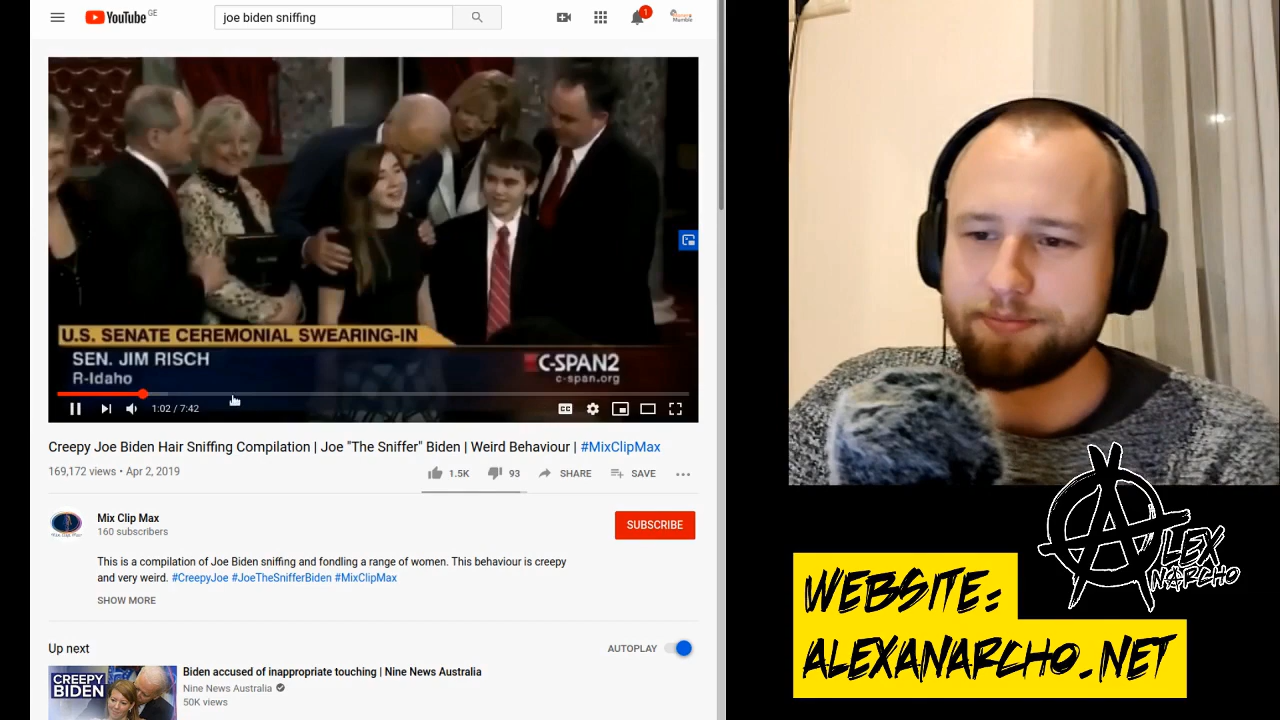 YouTube GE
joe biden sniffing
1
U.S. SENATE CEREMONIAL SWEARING-IN
SEN. JIM RISCH
R-Idaho
C-SPAN2
c-span.org
1:02 / 7:42
CC
Creepy Joe Biden Hair Sniffing Compilation | Joe "The Sniffer" Biden | Weird Behaviour | #MixClipMax
169,172 views • Apr 2, 2019
1.5K
93
SHARE
SAVE
Mix Clip Max
160 subscribers
SUBSCRIBE
This is a compilation of Joe Biden sniffing and fondling a range of women. This behaviour is creepy
and very weird. #CreepyJoe #JoeTheSnifferBiden #MixClipMax
SHOW MORE
Up next
AUTOPLAY
CREEPY
BIDEN
Biden accused of inappropriate touching | Nine News Australia
Nine News Australia
50K views
ALEX
ANARCHO
WEBSITE:
ALEXANARCHO.NET